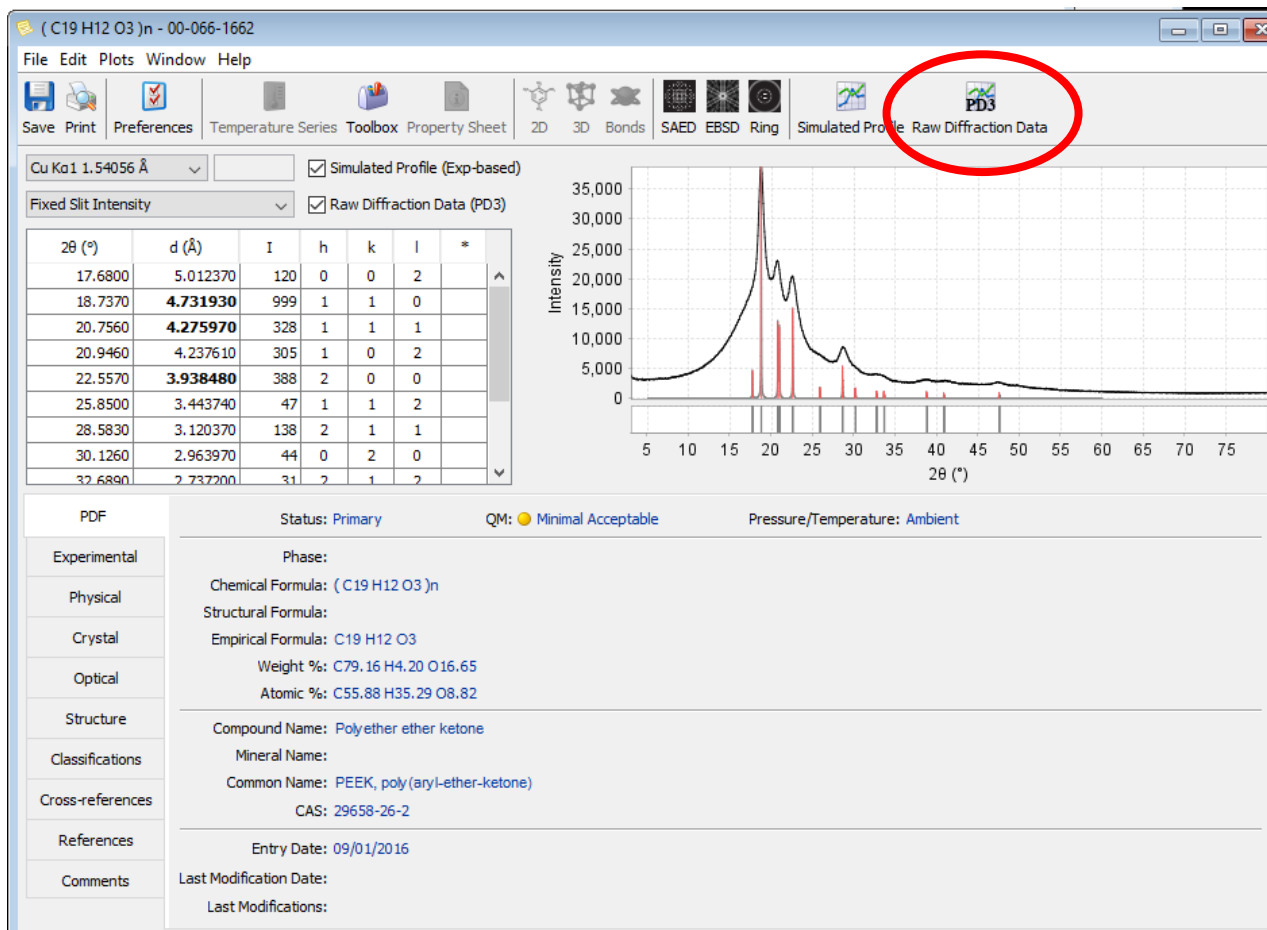 ( C19 H12 O3 )n - 00-066-1662
File Edit Plots Window Help
PD3
Save Print Preferences Temperature Series Toolbox Property Sheet 2D 3D Bonds SAED EBSD Ring Simulated Profile Raw Diffraction Data
Cu Kα1 1.54056 Å
Simulated Profile (Exp-based)
Fixed Slit Intensity
Raw Diffraction Data (PD3)
2θ (°) d (Å) I h k l *
17.6800 5.012370 120 0 0 2
18.7370 4.731930 999 1 1 0
20.7560 4.275970 328 1 1 1
20.9460 4.237610 305 1 0 2
22.5570 3.938480 388 2 0 0
25.8500 3.443740 47 1 1 2
28.5830 3.120370 138 2 1 1
30.1260 2.963970 44 0 2 0
32.6890 2.737200 31 2 1 2
Intensity
35,000
30,000
25,000
20,000
15,000
10,000
5,000
0
5 10 15 20 25 30 35 40 45 50 55 60 65 70 75
2θ (°)
PDF
Experimental
Physical
Crystal
Optical
Structure
Classifications
Cross-references
References
Comments
Status: Primary QM: Minimal Acceptable Pressure/Temperature: Ambient
Phase:
Chemical Formula: ( C19 H12 O3 )n
Structural Formula:
Empirical Formula: C19 H12 O3
Weight %: C79.16 H4.20 O16.65
Atomic %: C55.88 H35.29 O8.82
Compound Name: Polyether ether ketone
Mineral Name:
Common Name: PEEK, poly(aryl-ether-ketone)
CAS: 29658-26-2
Entry Date: 09/01/2016
Last Modification Date:
Last Modifications: